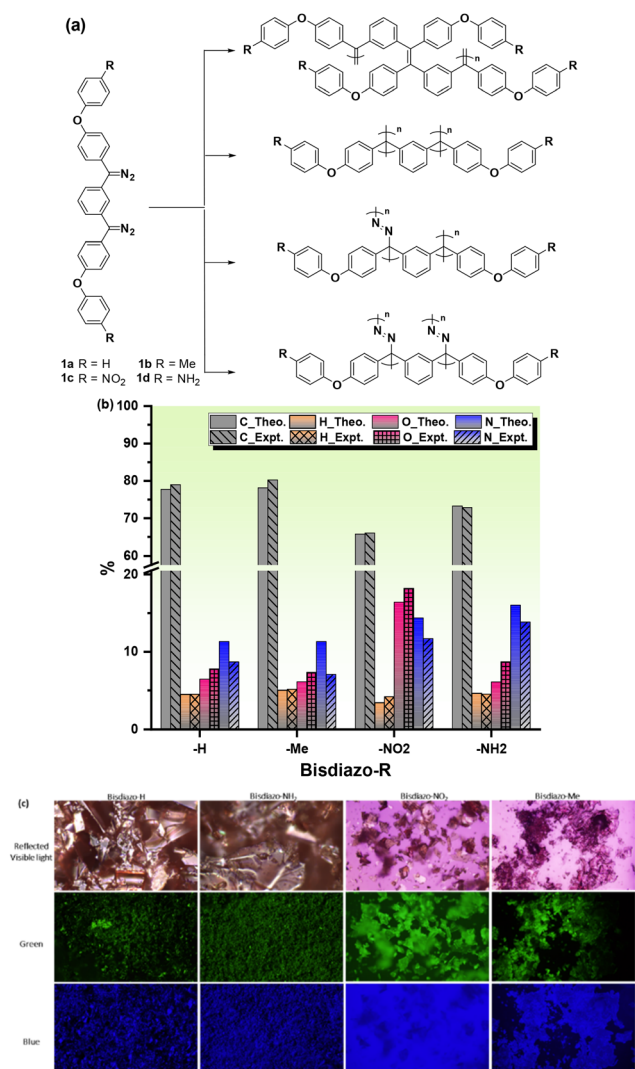 (a)
R
O
O
R
n
R
O
O
R
R
O
N₂
N₂
O
R
n
n
R
O
O
R
n
N
N
n
R
O
O
R
n
n
N
N
N
N
R
O
O
R
1a R = H 1b R = Me
1c R = NO₂ 1d R = NH₂
(b)
100
90
80
70
60
20
10
0
%
C_Theo. H_Theo. O_Theo. N_Theo.
C_Expt. H_Expt. O_Expt. N_Expt.
-H -Me -NO2 -NH2
Bisdiazo-R
(c)
Bisdiazo-H Bisdiazo-NH₂ Bisdiazo-NO₂ Bisdiazo-Me
Reflected
Visible light
Green
Blue